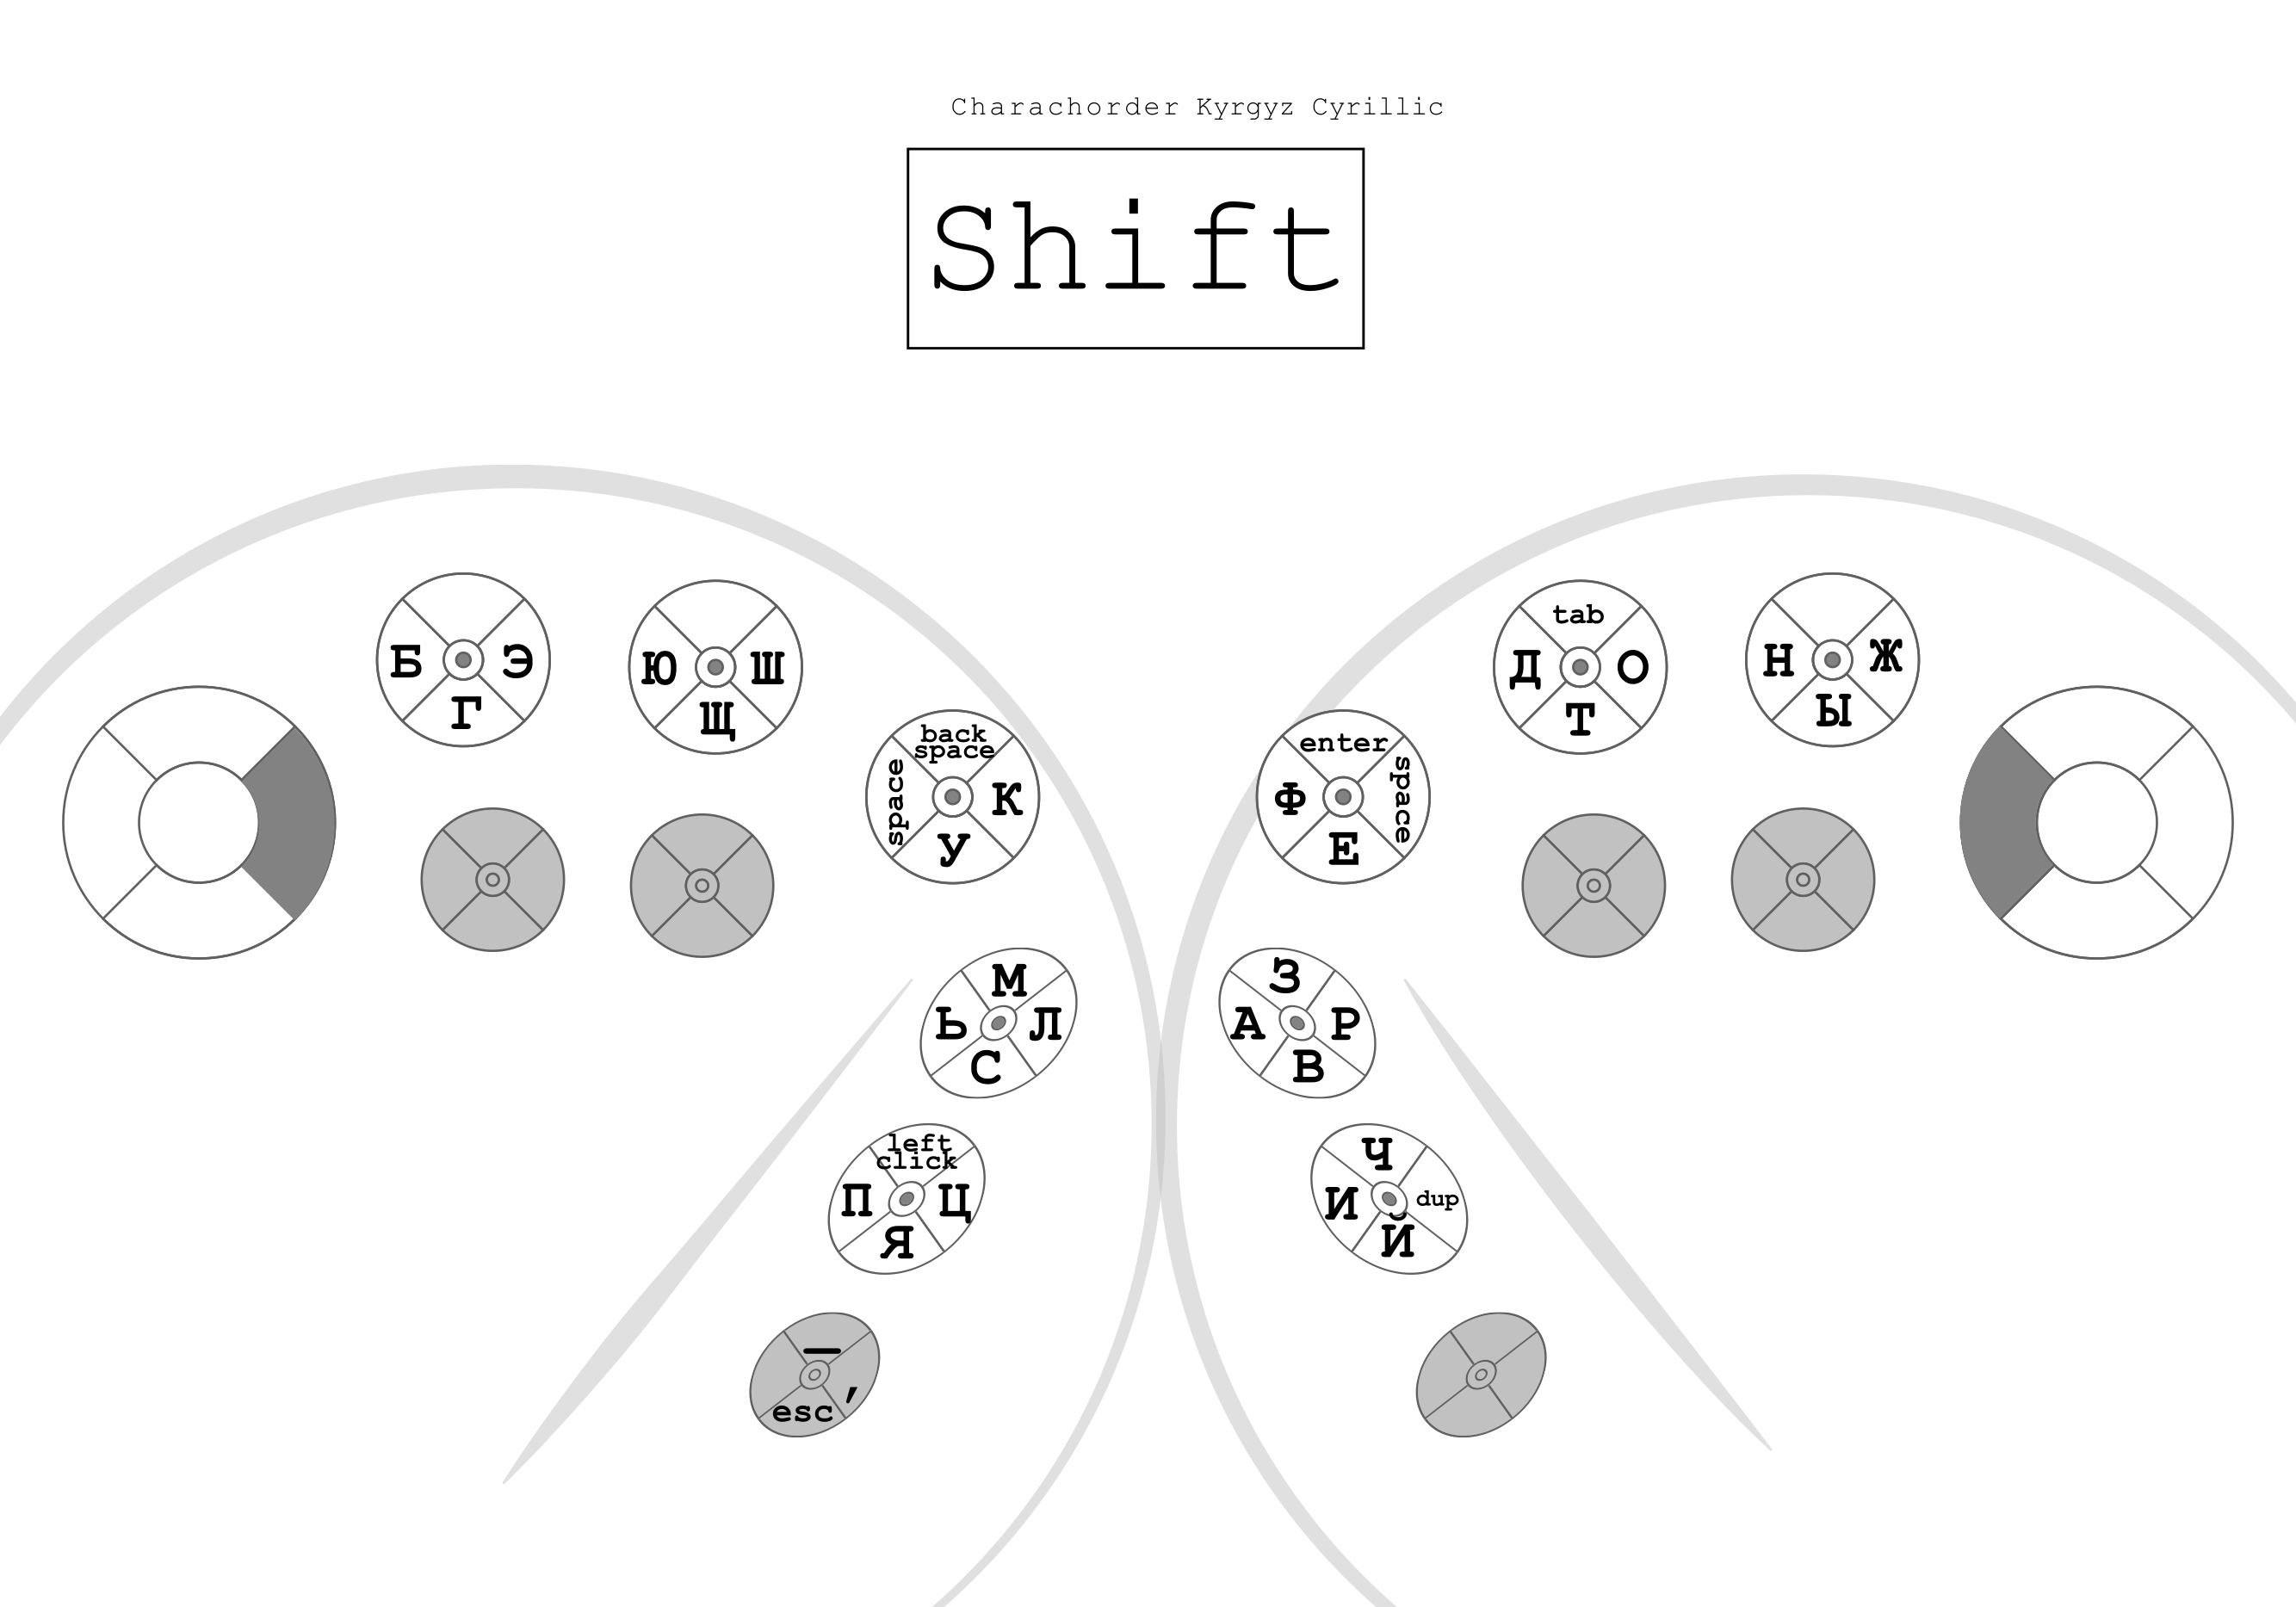 Charachorder Kyrgyz Cyrillic
Shift
Б Э
Г
Ю Ш
Щ
back
space
space К
У
enter
Ф space
Е
tab
Д О
Т
Н Ж
Ы
М
Ь Л
С
З
А Р
В
left
click
П Ц
Я
Ч
И dup
Й
—
esc ′